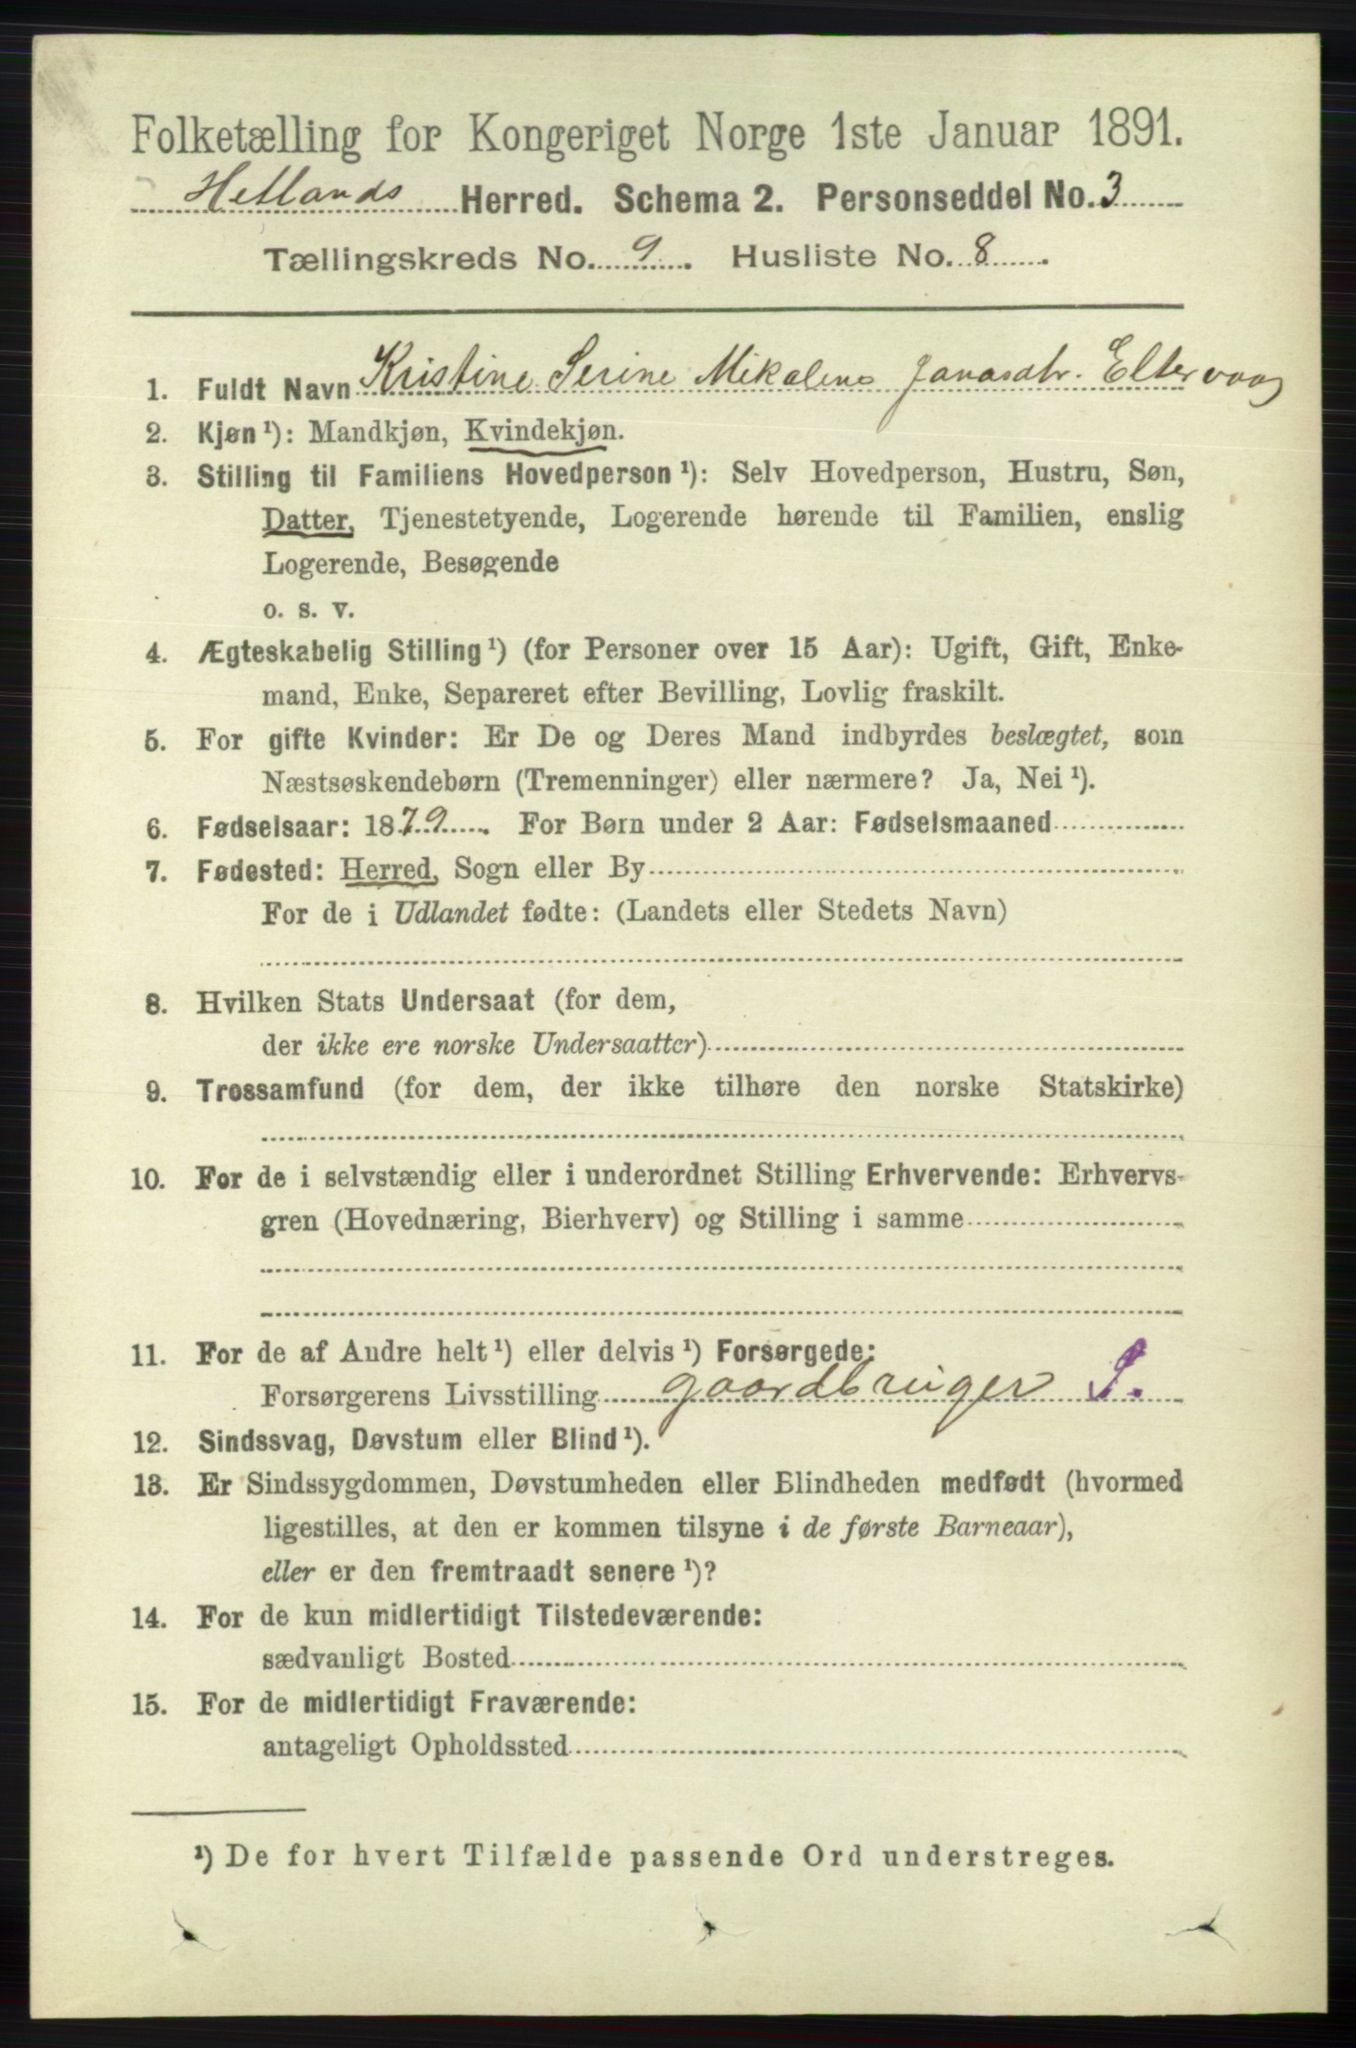 Folketælling for Kongeriget Norge 1ste Januar 1891.
Hetlands Herred. Schema 2. Personseddel No. 3
Tællingskreds No. 9. Husliste No. 8.
1. Fuldt Navn Kristine Serine Mikaline Jonasdtr. Eltervaag
2. Kjøn¹): Mandkjøn, Kvindekjøn.
3. Stilling til Familiens Hovedperson¹): Selv Hovedperson, Hustru, Søn,
Datter, Tjenestetyende, Logerende hørende til Familien, enslig
Logerende, Besøgende
o. s. v.
4. Ægteskabelig Stilling¹) (for Personer over 15 Aar): Ugift, Gift, Enke-
mand, Enke, Separeret efter Bevilling, Lovlig fraskilt.
5. For gifte Kvinder: Er De og Deres Mand indbyrdes beslægtet, som
Næstsøskendebørn (Tremenninger) eller nærmere? Ja, Nei¹).
6. Fødselsaar: 1879. For Børn under 2 Aar: Fødselsmaaned
7. Fødested: Herred, Sogn eller By
For de i Udlandet fødte: (Landets eller Stedets Navn)
8. Hvilken Stats Undersaat (for dem,
der ikke ere norske Undersaatter)
9. Trossamfund (for dem, der ikke tilhøre den norske Statskirke)
10. For de i selvstændig eller i underordnet Stilling Erhvervende: Erhvervs-
gren (Hovednæring, Bierhverv) og Stilling i samme
11. For de af Andre helt¹) eller delvis¹) Forsørgede:
Forsørgerens Livsstilling gaardbruger S.
12. Sindssvag, Døvstum eller Blind¹).
13. Er Sindssygdommen, Døvstumheden eller Blindheden medfødt (hvormed
ligestilles, at den er kommen tilsyne i de første Barneaar),
eller er den fremtraadt senere¹)?
14. For de kun midlertidigt Tilstedeværende:
sædvanligt Bosted
15. For de midlertidigt Fraværende:
antageligt Opholdssted
¹) De for hvert Tilfælde passende Ord understreges.